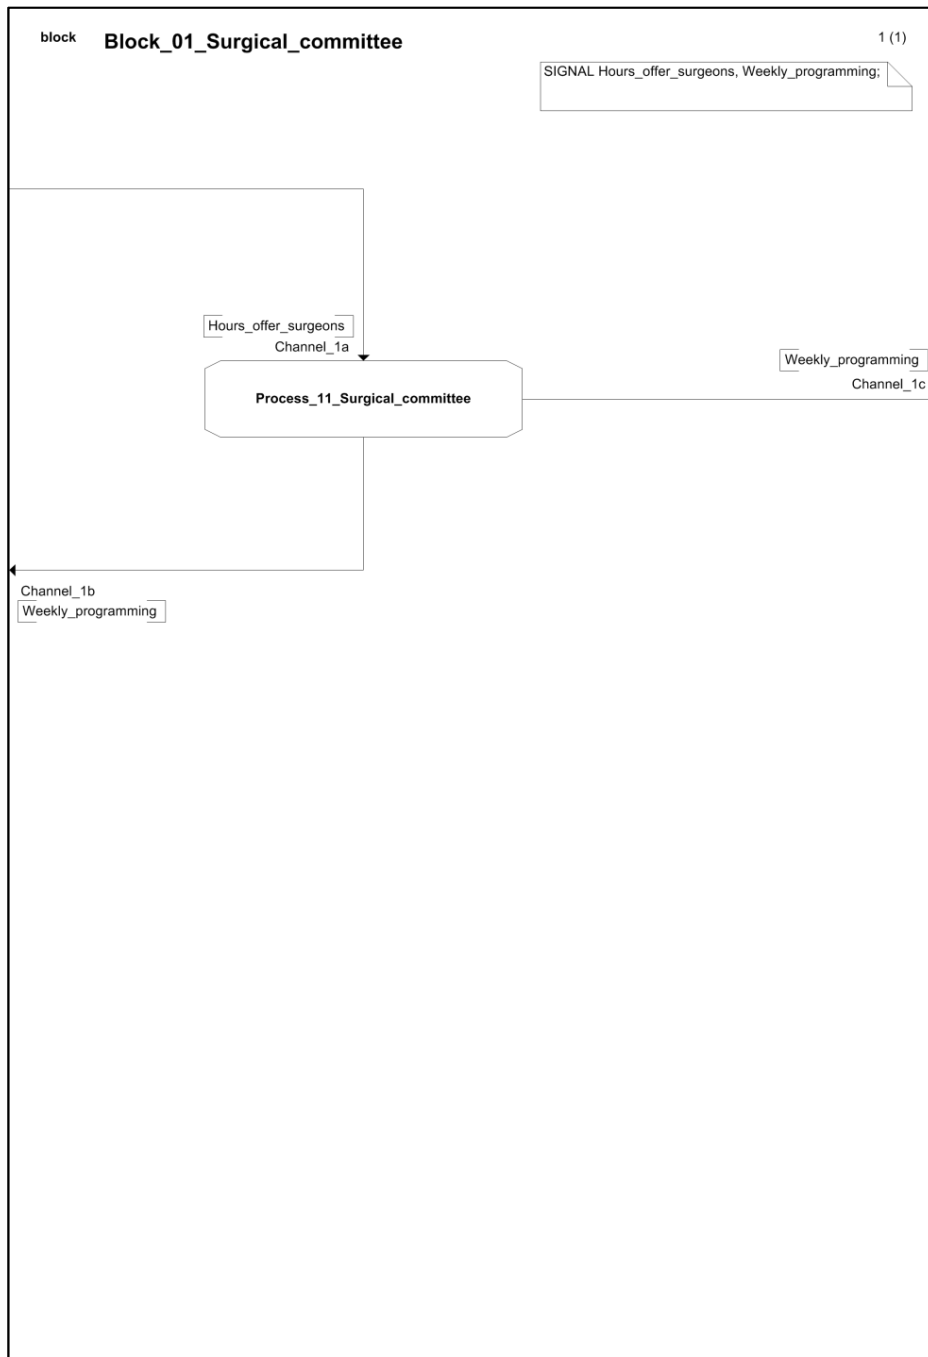 block Block_01_Surgical_committee 1 (1)
SIGNAL Hours_offer_surgeons, Weekly_programming;
Hours_offer_surgeons
Channel_1a
Weekly_programming
Channel_1c
Process_11_Surgical_committee
Channel_1b
Weekly_programming